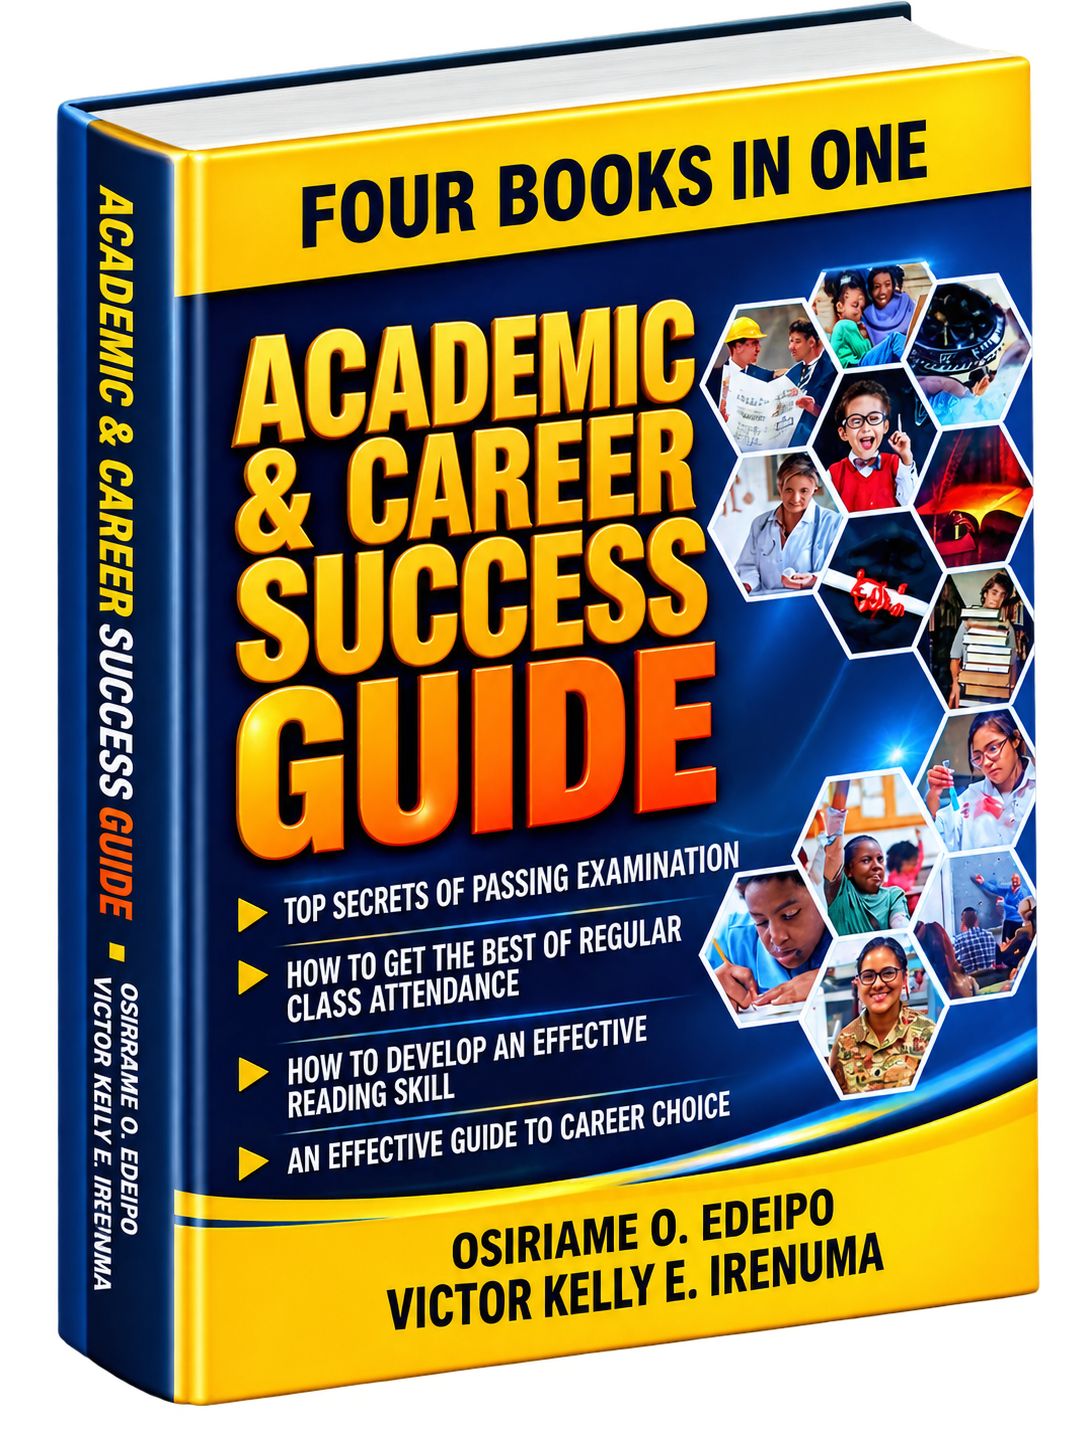 FOUR BOOKS IN ONE
ACADEMIC
& CAREER
SUCCESS
GUIDE
TOP SECRETS OF PASSING EXAMINATION
HOW TO GET THE BEST OF REGULAR
CLASS ATTENDANCE
HOW TO DEVELOP AN EFFECTIVE
READING SKILL
AN EFFECTIVE GUIDE TO CAREER CHOICE
OSIRIAME O. EDEIPO
VICTOR KELLY E. IRENUMA
ACADEMIC & CAREER SUCCESS GUIDE
OSIRRAME O. EDEIPO
VICTOR KELLY E.